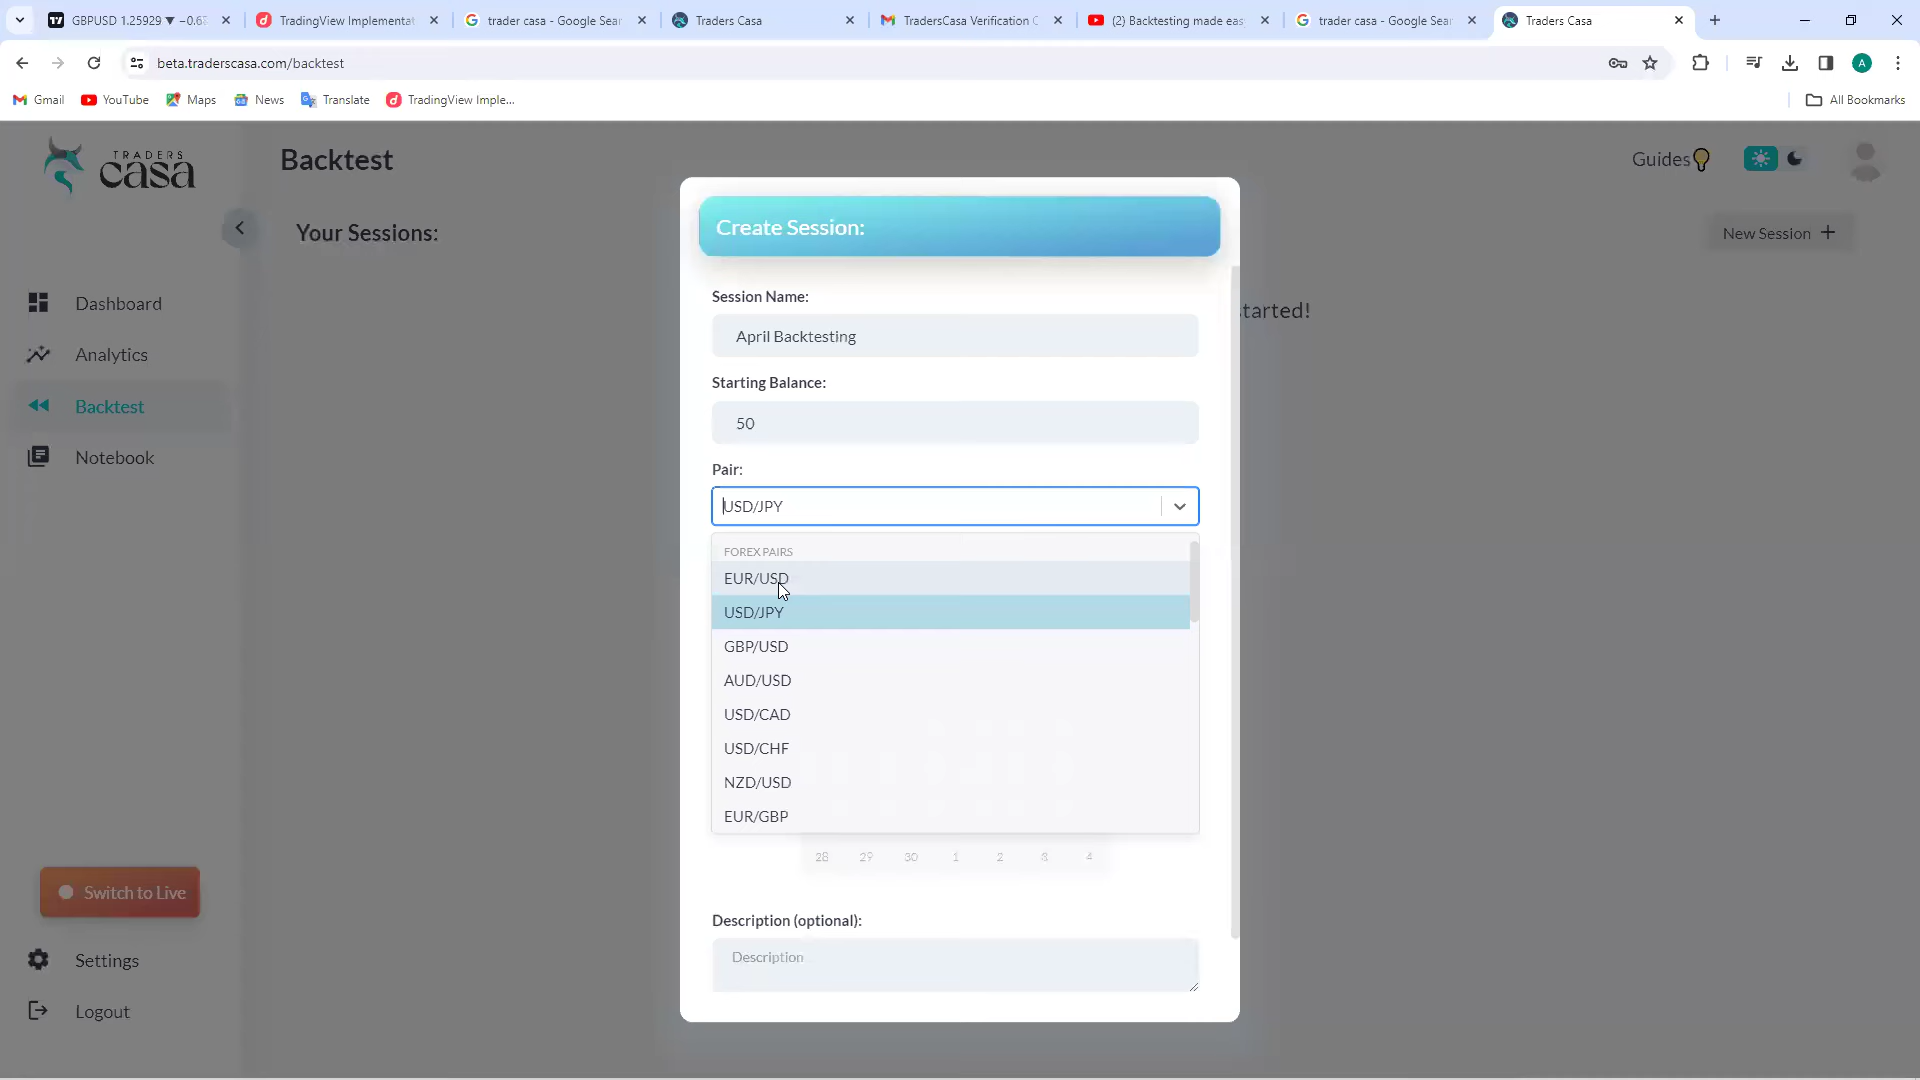 GBPUSD 1.25929 ▼ −0.6
TradingView Implementat
trader casa - Google Sear
Traders Casa
TradersCasa Verification C
(2) Backtesting made eas
trader casa - Google Sear
Traders Casa
beta.traderscasa.com/backtest
A
Gmail
YouTube
Maps
News
Translate
TradingView Imple...
All Bookmarks
TRADERS
casa
Backtest
Guides
Create Session:
Your Sessions:
New Session +
Session Name:
Dashboard
started!
April Backtesting
Analytics
Starting Balance:
Backtest
50
Notebook
Pair:
USD/JPY
FOREX PAIRS
EUR/USD
USD/JPY
GBP/USD
AUD/USD
USD/CAD
USD/CHF
NZD/USD
EUR/GBP
28 29 30 1 2 3 4
Switch to Live
Description (optional):
Description
Settings
Logout